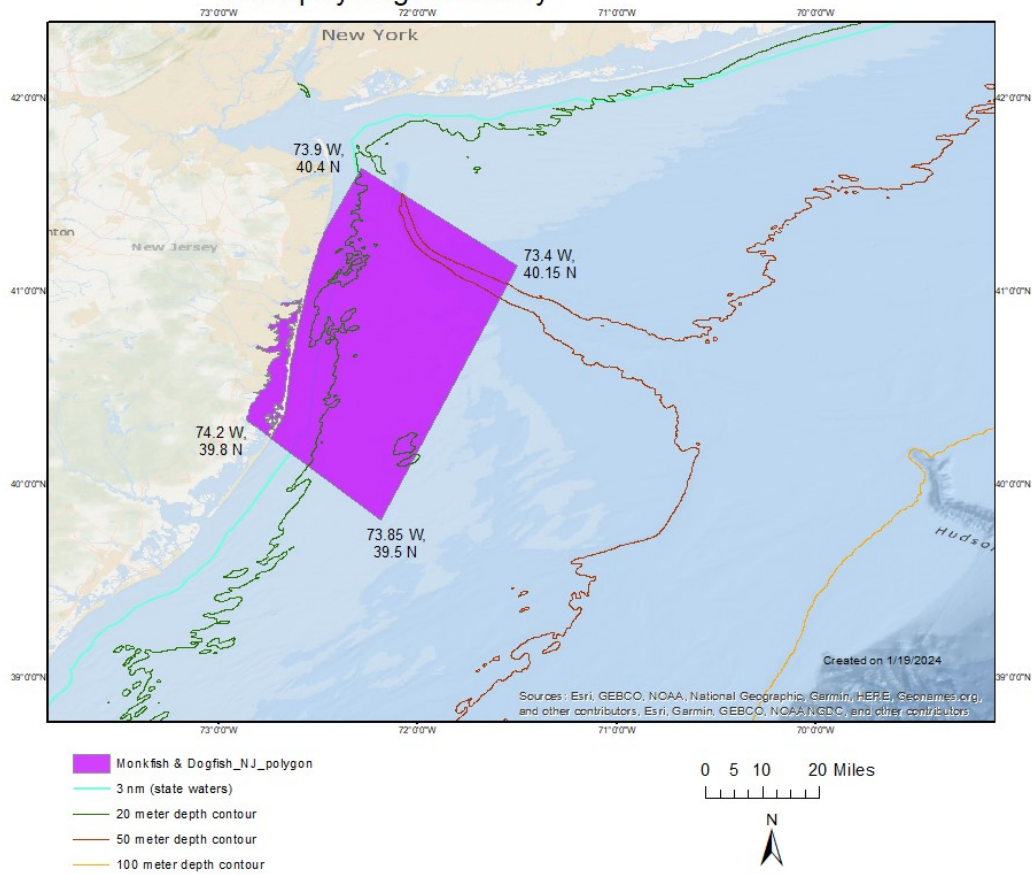 73°0'0"W
72°0'0"W
71°0'0"W
70°0'0"W
New York
42°0'0"N
42°0'0"N
73.9 W,
40.4 N
New Jersey
73.4 W,
40.15 N
41°0'0"N
41°0'0"N
74.2 W,
39.8 N
40°0'0"N
40°0'0"N
73.85 W,
39.5 N
Created on 1/19/2024
39°0'0"N
39°0'0"N
Sources: Esri, GEBCO, NOAA, National Geographic, Garmin, HERE, Geonames.org,
and other contributors, Esri, Garmin, GEBCO, NOAA NGDC, and other contributors
73°0'0"W
72°0'0"W
71°0'0"W
70°0'0"W
Monkfish & Dogfish_NJ_polygon
3 nm (state waters)
20 meter depth contour
50 meter depth contour
100 meter depth contour
0 5 10 20 Miles
N